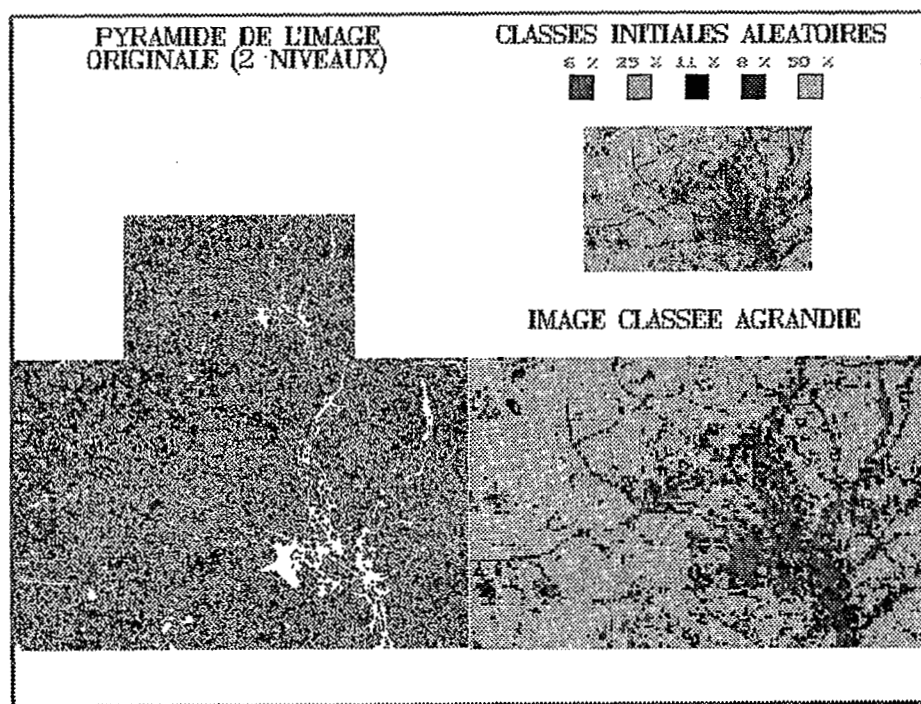 PYRAMIDE DE L'IMAGE
ORIGINALE (2 NIVEAUX)
CLASSES INITIALES ALEATOIRES
6 % 25 % 11 % 8 % 50 %
IMAGE CLASSEE AGRANDIE